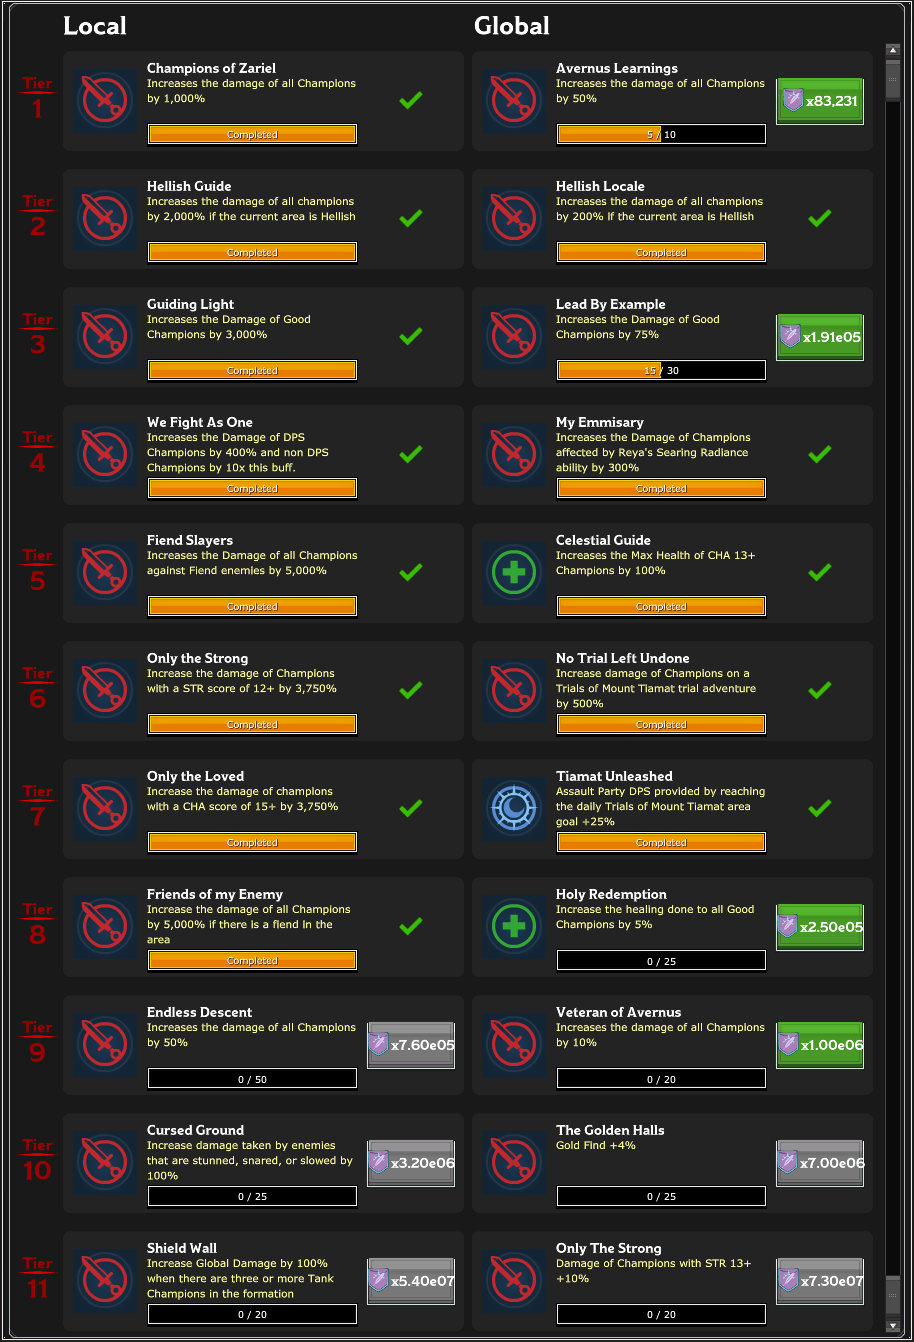 Local
Global
Tier
1
Champions of Zariel
Increases the damage of all Champions
by 1,000%
Completed
Avernus Learnings
Increases the damage of all Champions
by 50%
5 / 10
x83,231
Tier
2
Hellish Guide
Increases the damage of all champions
by 2,000% if the current area is Hellish
Completed
Hellish Locale
Increases the damage of all champions
by 200% if the current area is Hellish
Completed
Tier
3
Guiding Light
Increases the Damage of Good
Champions by 3,000%
Completed
Lead By Example
Increases the Damage of Good
Champions by 75%
15 / 30
x1.91e05
Tier
4
We Fight As One
Increases the Damage of DPS
Champions by 400% and non DPS
Champions by 10x this buff.
Completed
My Emmisary
Increases the Damage of Champions
affected by Reya's Searing Radiance
ability by 300%
Completed
Tier
5
Fiend Slayers
Increases the Damage of all Champions
against Fiend enemies by 5,000%
Completed
Celestial Guide
Increases the Max Health of CHA 13+
Champions by 100%
Completed
Tier
6
Only the Strong
Increase the damage of Champions
with a STR score of 12+ by 3,750%
Completed
No Trial Left Undone
Increase damage of Champions on a
Trials of Mount Tiamat trial adventure
by 500%
Completed
Tier
7
Only the Loved
Increase the damage of champions
with a CHA score of 15+ by 3,750%
Completed
Tiamat Unleashed
Assault Party DPS provided by reaching
the daily Trials of Mount Tiamat area
goal +25%
Completed
Tier
8
Friends of my Enemy
Increase the damage of all Champions
by 5,000% if there is a fiend in the
area
Completed
Holy Redemption
Increase the healing done to all Good
Champions by 5%
0 / 25
x2.50e05
Tier
9
Endless Descent
Increases the damage of all Champions
by 50%
0 / 50
x7.60e05
Veteran of Avernus
Increases the damage of all Champions
by 10%
0 / 20
x1.00e06
Tier
10
Cursed Ground
Increase damage taken by enemies
that are stunned, snared, or slowed by
100%
0 / 25
x3.20e06
The Golden Halls
Gold Find +4%
0 / 25
x7.00e06
Tier
11
Shield Wall
Increase Global Damage by 100%
when there are three or more Tank
Champions in the formation
0 / 20
x5.40e07
Only The Strong
Damage of Champions with STR 13+
+10%
0 / 20
x7.30e07